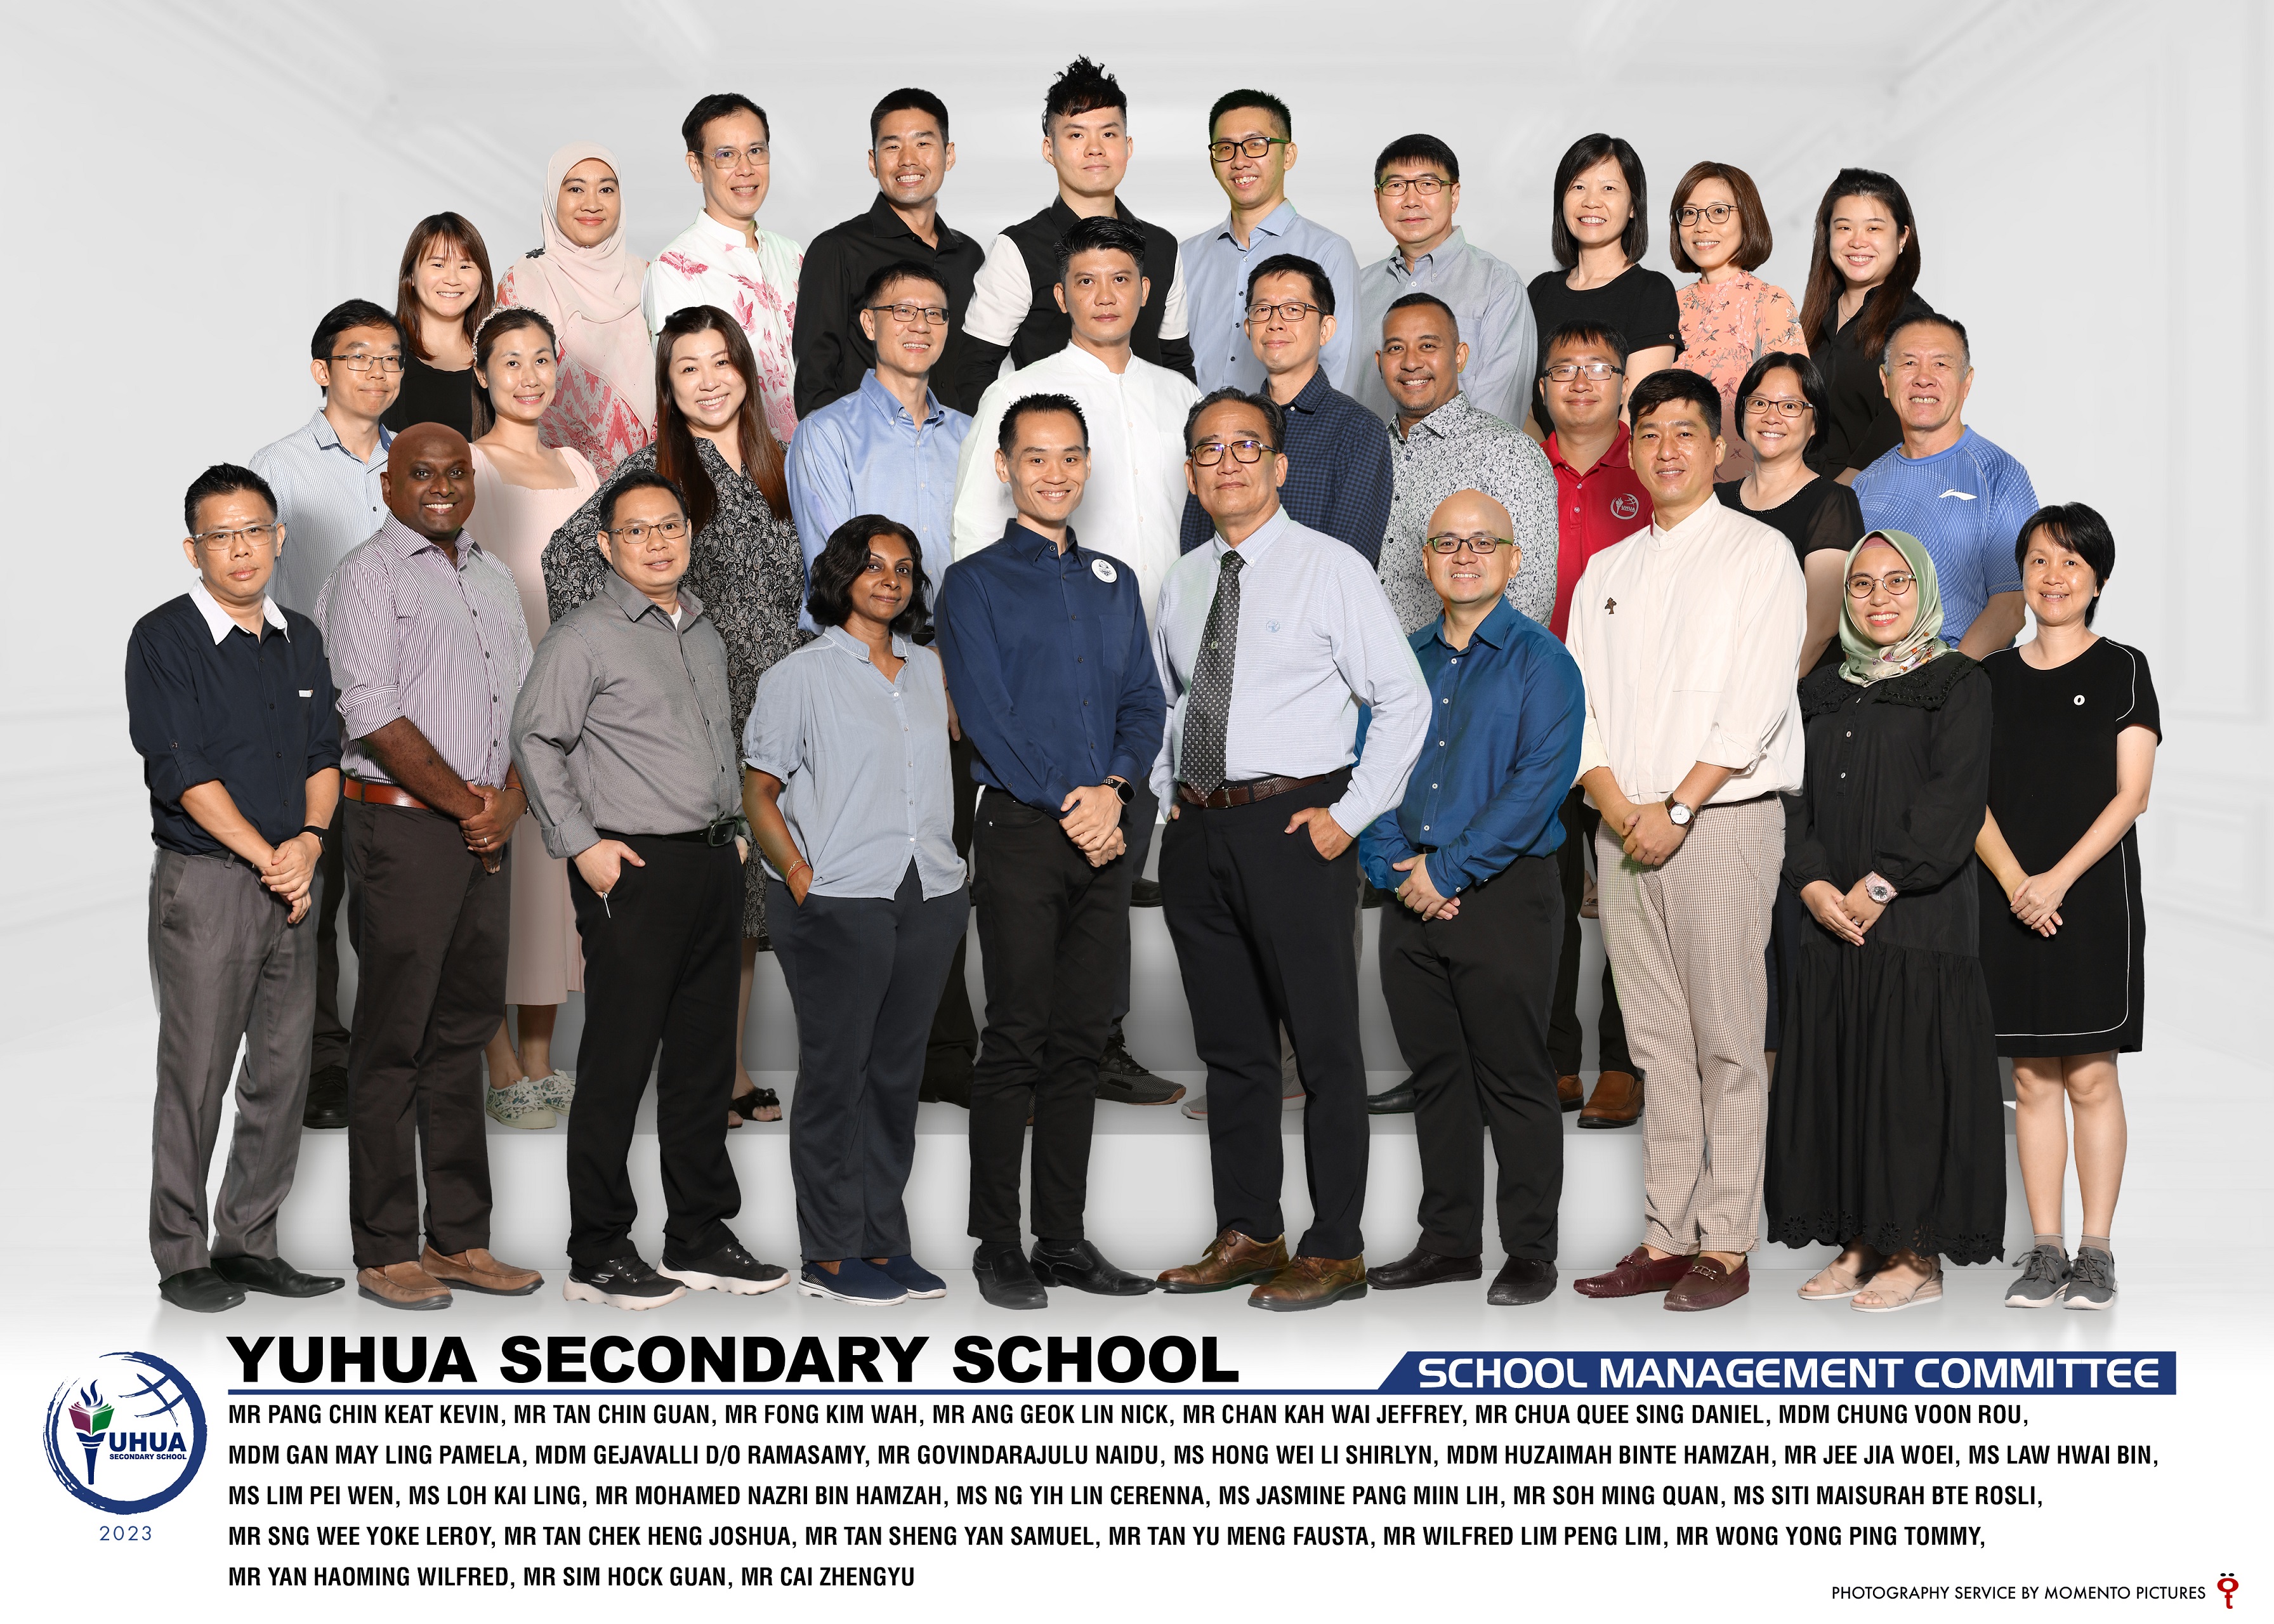 YUHUA SECONDARY SCHOOL
SCHOOL MANAGEMENT COMMITTEE
MR PANG CHIN KEAT KEVIN, MR TAN CHIN GUAN, MR FONG KIM WAH, MR ANG GEOK LIN NICK, MR CHAN KAH WAI JEFFREY, MR CHUA QUEE SING DANIEL, MDM CHUNG VOON ROU,
MDM GAN MAY LING PAMELA, MDM GEJAVALLI D/O RAMASAMY, MR GOVINDARAJULU NAIDU, MS HONG WEI LI SHIRLYN, MDM HUZAIMAH BINTE HAMZAH, MR JEE JIA WOEI, MS LAW HWAI BIN,
MS LIM PEI WEN, MS LOH KAI LING, MR MOHAMED NAZRI BIN HAMZAH, MS NG YIH LIN CERENNA, MS JASMINE PANG MIIN LIH, MR SOH MING QUAN, MS SITI MAISURAH BTE ROSLI,
MR SNG WEE YOKE LEROY, MR TAN CHEK HENG JOSHUA, MR TAN SHENG YAN SAMUEL, MR TAN YU MENG FAUSTA, MR WILFRED LIM PENG LIM, MR WONG YONG PING TOMMY,
MR YAN HAOMING WILFRED, MR SIM HOCK GUAN, MR CAI ZHENGYU
UHUA
SECONDARY SCHOOL
2023
PHOTOGRAPHY SERVICE BY MOMENTO PICTURES